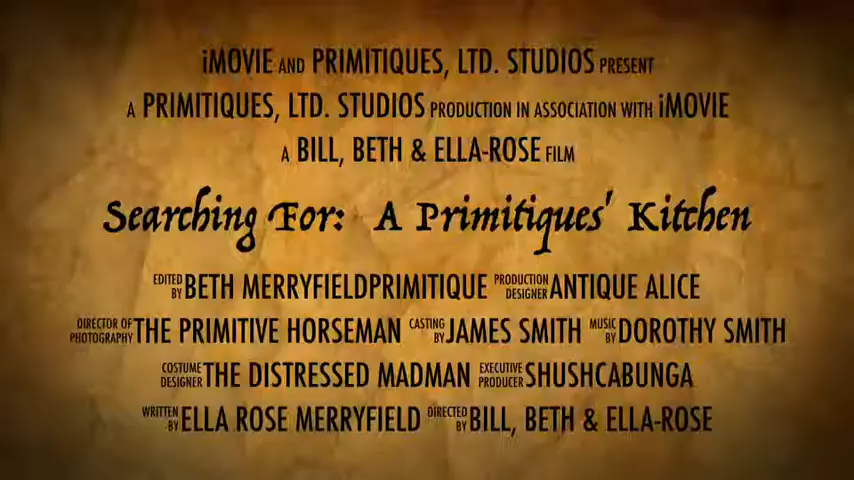 iMOVIE AND PRIMITIQUES, LTD. STUDIOS PRESENT
A PRIMITIQUES, LTD. STUDIOS PRODUCTION IN ASSOCIATION WITH iMOVIE
A BILL, BETH & ELLA-ROSE FILM
Searching For: A Primitiques' Kitchen
EDITED BY BETH MERRYFIELDPRIMITIQUE PRODUCTION DESIGNER ANTIQUE ALICE
DIRECTOR OF PHOTOGRAPHY THE PRIMITIVE HORSEMAN CASTING BY JAMES SMITH MUSIC BY DOROTHY SMITH
COSTUME DESIGNER THE DISTRESSED MADMAN EXECUTIVE PRODUCER SHUSHCABUNGA
WRITTEN BY ELLA ROSE MERRYFIELD DIRECTED BY BILL, BETH & ELLA-ROSE